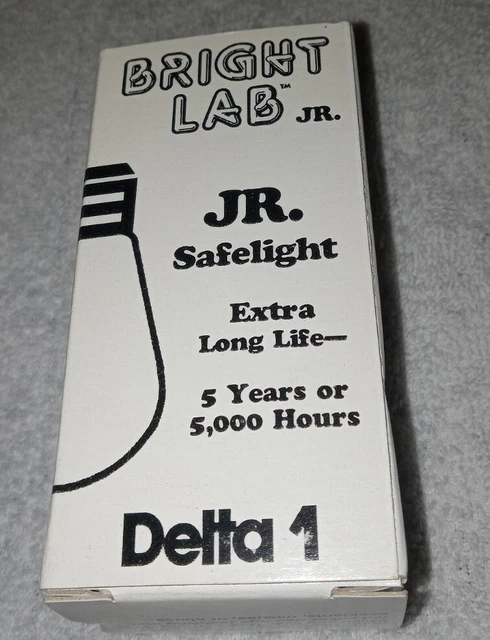 BRIGHT
LAB™ JR.
JR.
Safelight
Extra
Long Life—
5 Years or
5,000 Hours
Delta 1